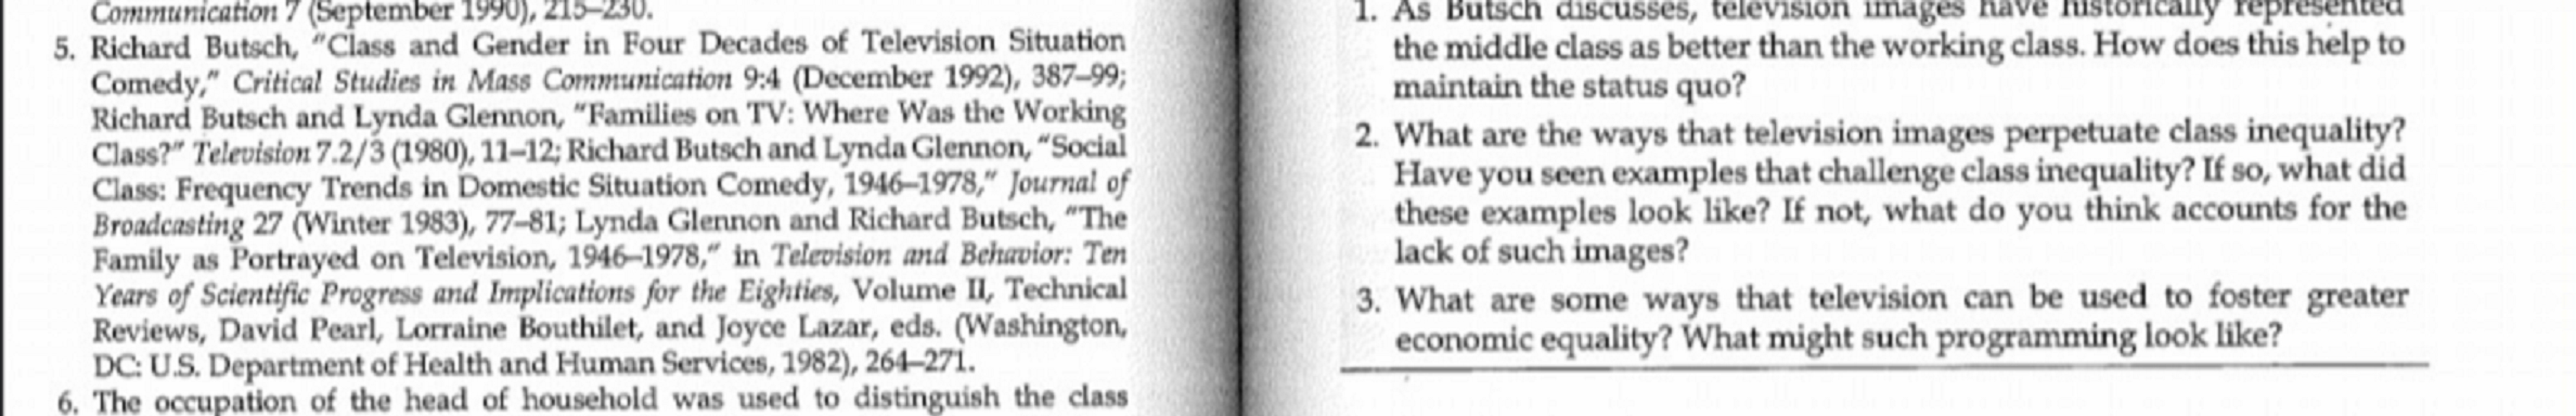 Communication 7 (September 1990), 215–230.
5. Richard Butsch, "Class and Gender in Four Decades of Television Situation
Comedy," Critical Studies in Mass Communication 9:4 (December 1992), 387–99;
Richard Butsch and Lynda Glennon, "Families on TV: Where Was the Working
Class?" Television 7.2/3 (1980), 11–12; Richard Butsch and Lynda Glennon, "Social
Class: Frequency Trends in Domestic Situation Comedy, 1946–1978," Journal of
Broadcasting 27 (Winter 1983), 77–81; Lynda Glennon and Richard Butsch, "The
Family as Portrayed on Television, 1946–1978," in Television and Behavior: Ten
Years of Scientific Progress and Implications for the Eighties, Volume II, Technical
Reviews, David Pearl, Lorraine Bouthilet, and Joyce Lazar, eds. (Washington,
DC: U.S. Department of Health and Human Services, 1982), 264–271.
6. The occupation of the head of household was used to distinguish the class
1. As Butsch discusses, television images have historically represented
the middle class as better than the working class. How does this help to
maintain the status quo?
2. What are the ways that television images perpetuate class inequality?
Have you seen examples that challenge class inequality? If so, what did
these examples look like? If not, what do you think accounts for the
lack of such images?
3. What are some ways that television can be used to foster greater
economic equality? What might such programming look like?